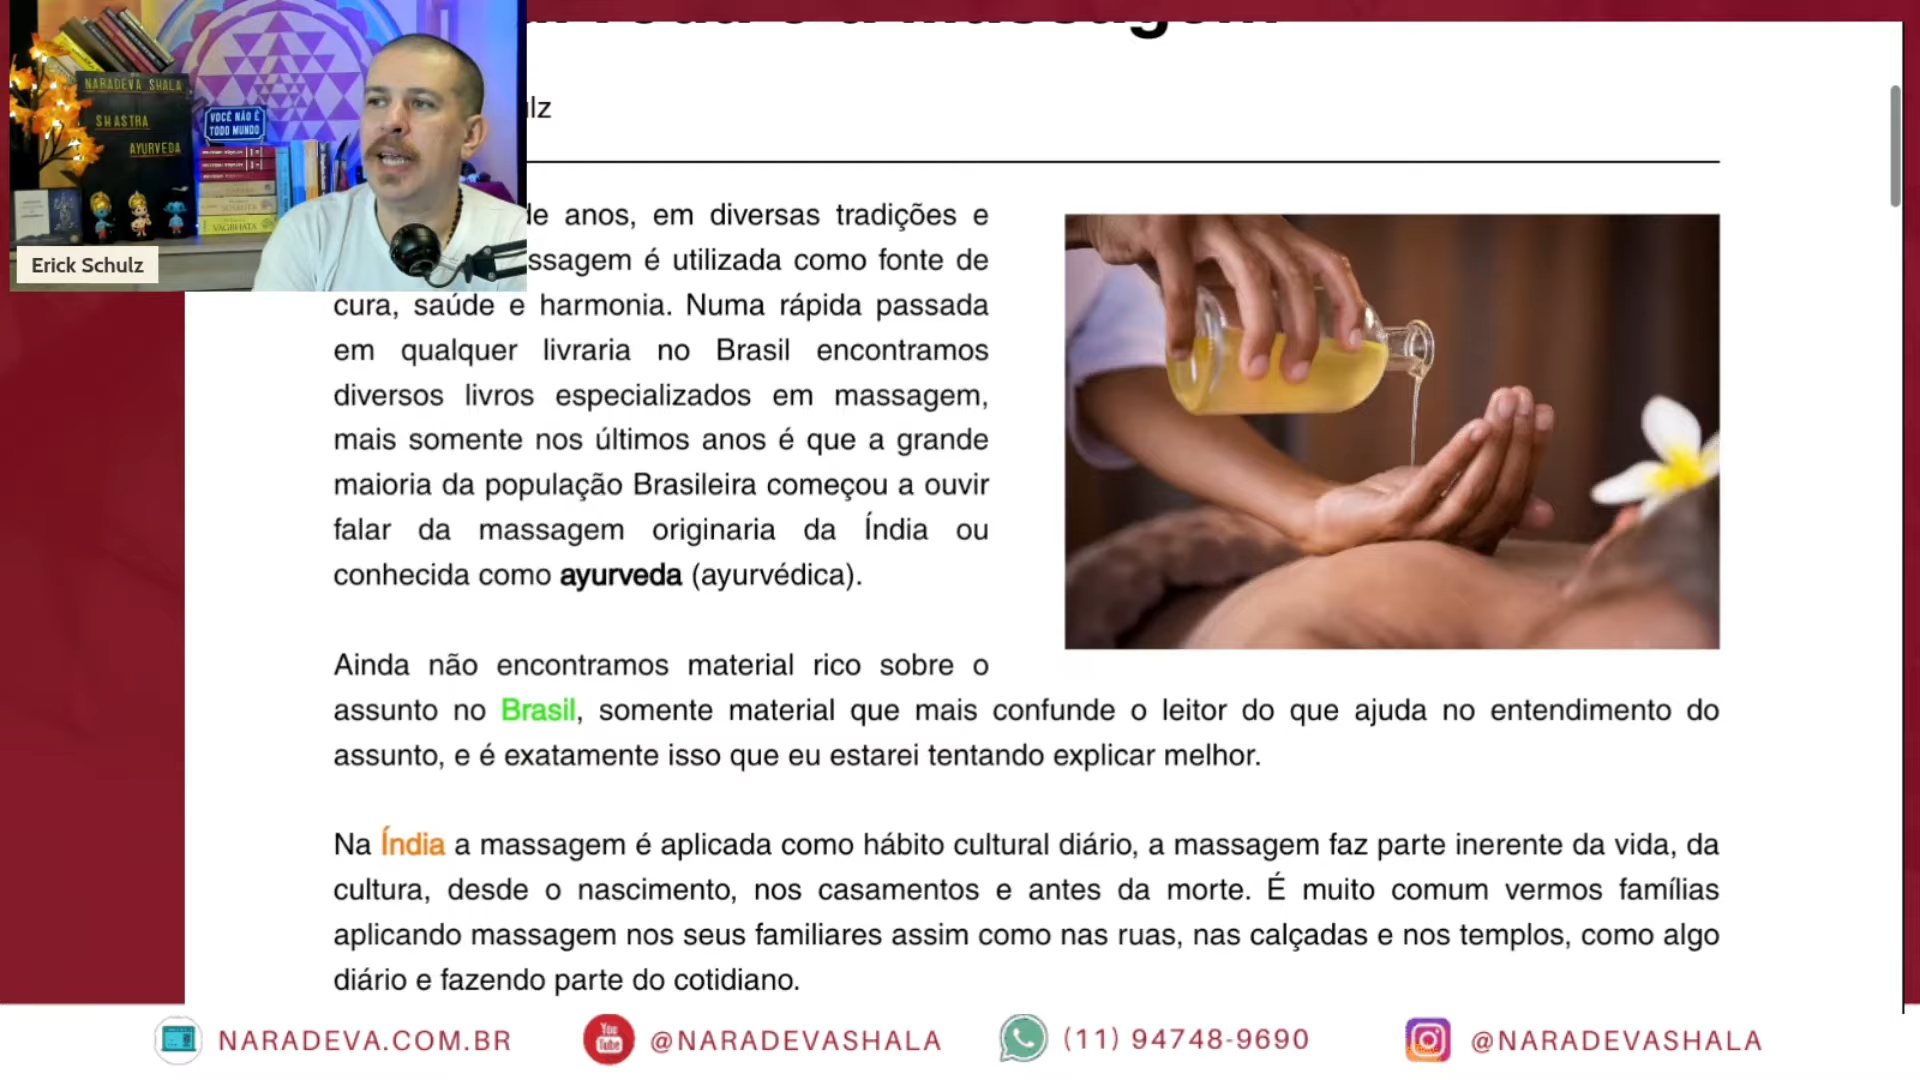 NARADEVA SHALA
SHASTRA
AYURVEDA
VOCÊ NÃO É
TODO MUNDO
VAGBHATA
Erick Schulz
lz
de anos, em diversas tradições e
ssagem é utilizada como fonte de
cura, saúde e harmonia. Numa rápida passada
em qualquer livraria no Brasil encontramos
diversos livros especializados em massagem,
mais somente nos últimos anos é que a grande
maioria da população Brasileira começou a ouvir
falar da massagem originaria da Índia ou
conhecida como ayurveda (ayurvédica).
Ainda não encontramos material rico sobre o
assunto no Brasil, somente material que mais confunde o leitor do que ajuda no entendimento do
assunto, e é exatamente isso que eu estarei tentando explicar melhor.
Na Índia a massagem é aplicada como hábito cultural diário, a massagem faz parte inerente da vida, da
cultura, desde o nascimento, nos casamentos e antes da morte. É muito comum vermos famílias
aplicando massagem nos seus familiares assim como nas ruas, nas calçadas e nos templos, como algo
diário e fazendo parte do cotidiano.
NARADEVA.COM.BR
You
Tube
@NARADEVASHALA
(11) 94748-9690
@NARADEVASHALA